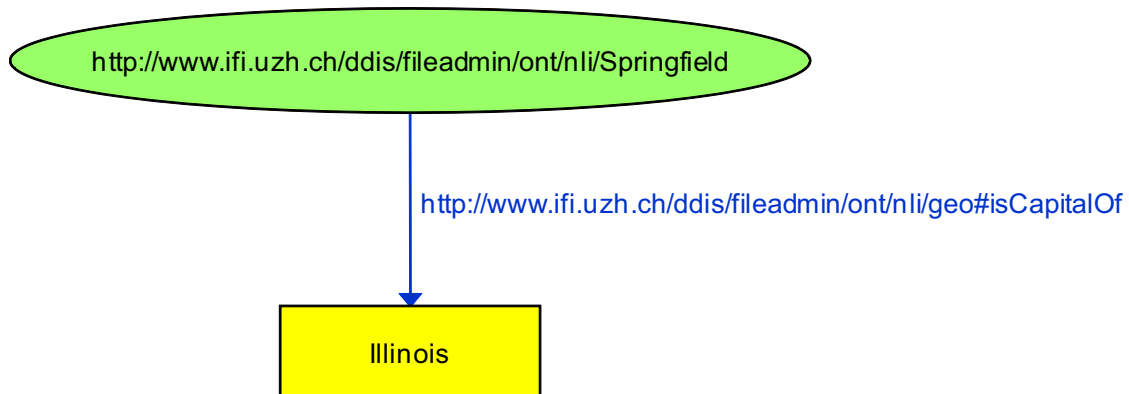 http://www.ifi.uzh.ch/ddis/fileadmin/ont/nli/Springfield
http://www.ifi.uzh.ch/ddis/fileadmin/ont/nli/geo#isCapitalOf
Illinois